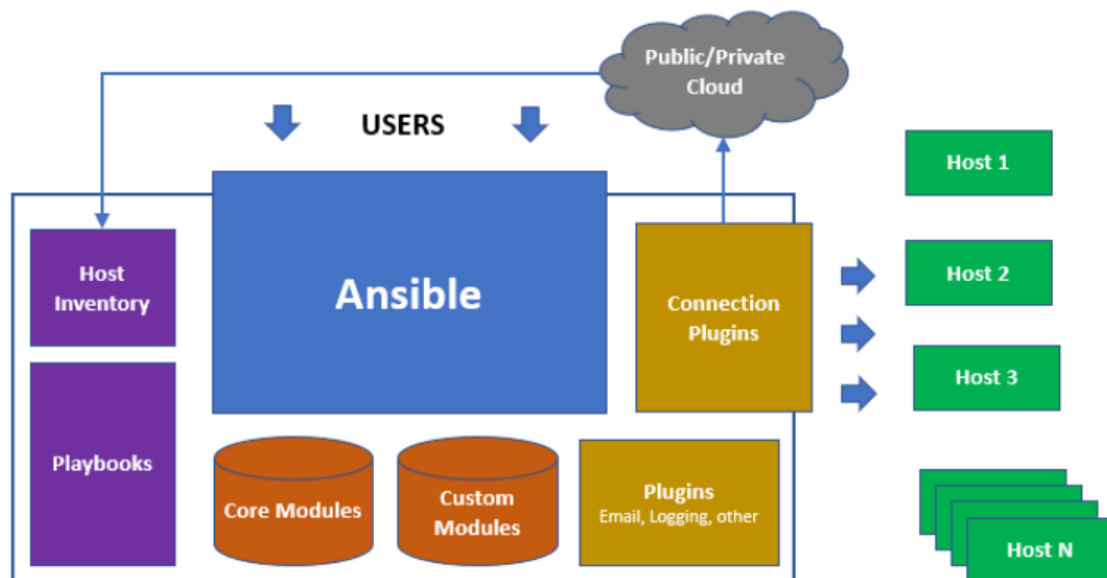 Public/Private
Cloud
USERS
Host 1
Host
Inventory
Ansible
Connection
Plugins
Host 2
Host 3
Playbooks
Core Modules
Custom
Modules
Plugins
Email, Logging, other
Host N